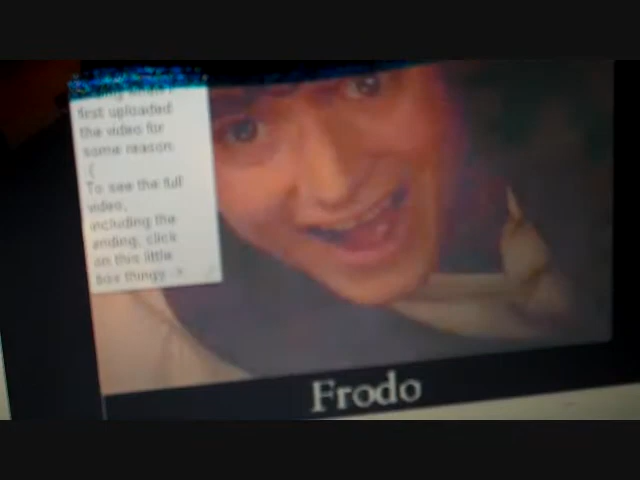 first uploaded
the video for
some reason
:(
To see the full
video,
including the
ending, click
on this little
box thingy
Frodo